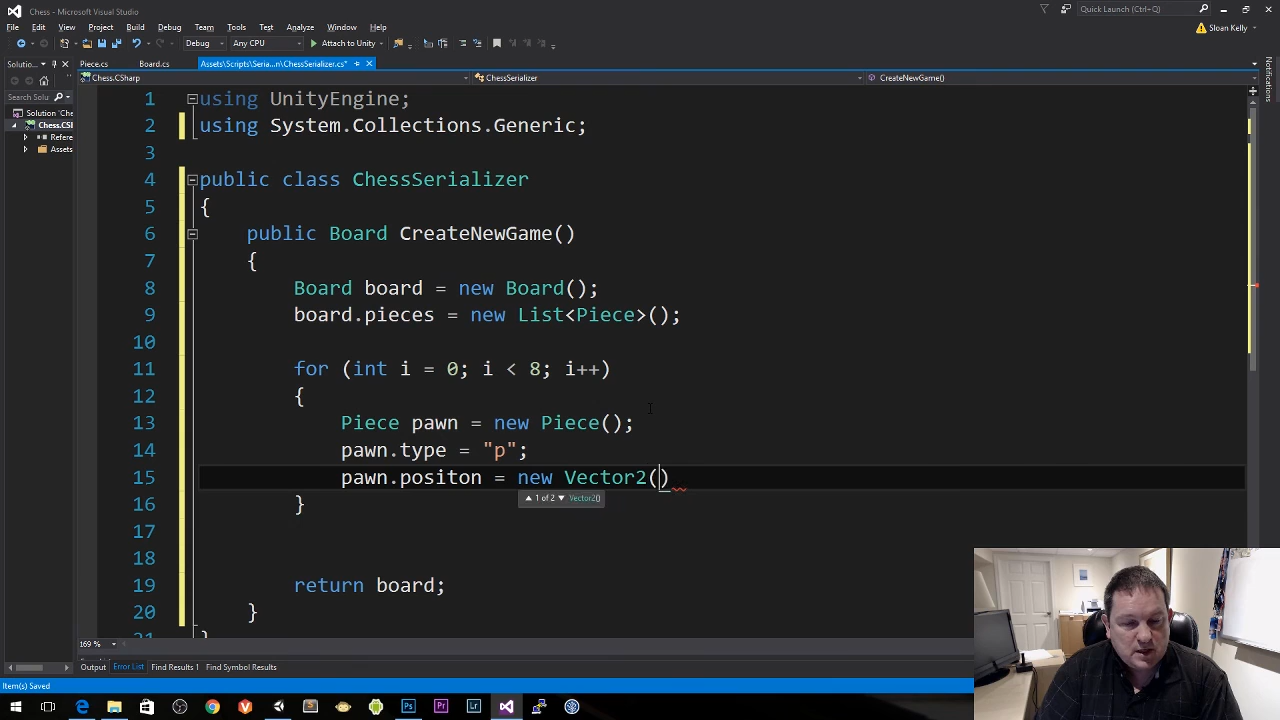 Chess - Microsoft Visual Studio
Quick Launch (Ctrl+Q)
File Edit View Project Build Debug Team Tools Test Analyze Window Help
Sloan Kelly
Debug Any CPU Attach to Unity
Solutio... Piece.cs Board.cs Assets\Scripts\Seria...n\ChessSerializer.cs*
Chess.CSharp ChessSerializer CreateNewGame()
Notifications
Search Solu
Solution 'Che
Chess.CSl
Refere
Assets
1 using UnityEngine;
2 using System.Collections.Generic;
3
4 public class ChessSerializer
5 {
6 public Board CreateNewGame()
7 {
8 Board board = new Board();
9 board.pieces = new List<Piece>();
10
11 for (int i = 0; i < 8; i++)
12 {
13 Piece pawn = new Piece();
14 pawn.type = "p";
15 pawn.positon = new Vector2()
▲ 1 of 2 ▼ Vector2()
16 }
17
18
19 return board;
20 }
21 }
169 %
Output Error List Find Results 1 Find Symbol Results
Item(s) Saved